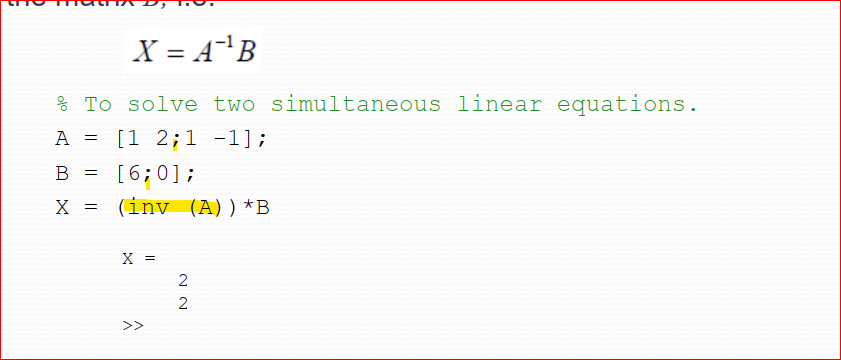 X = A⁻¹B
% To solve two simultaneous linear equations.
A = [1 2;1 -1];
B = [6;0];
X = (inv (A))*B
X =
2
2
>>